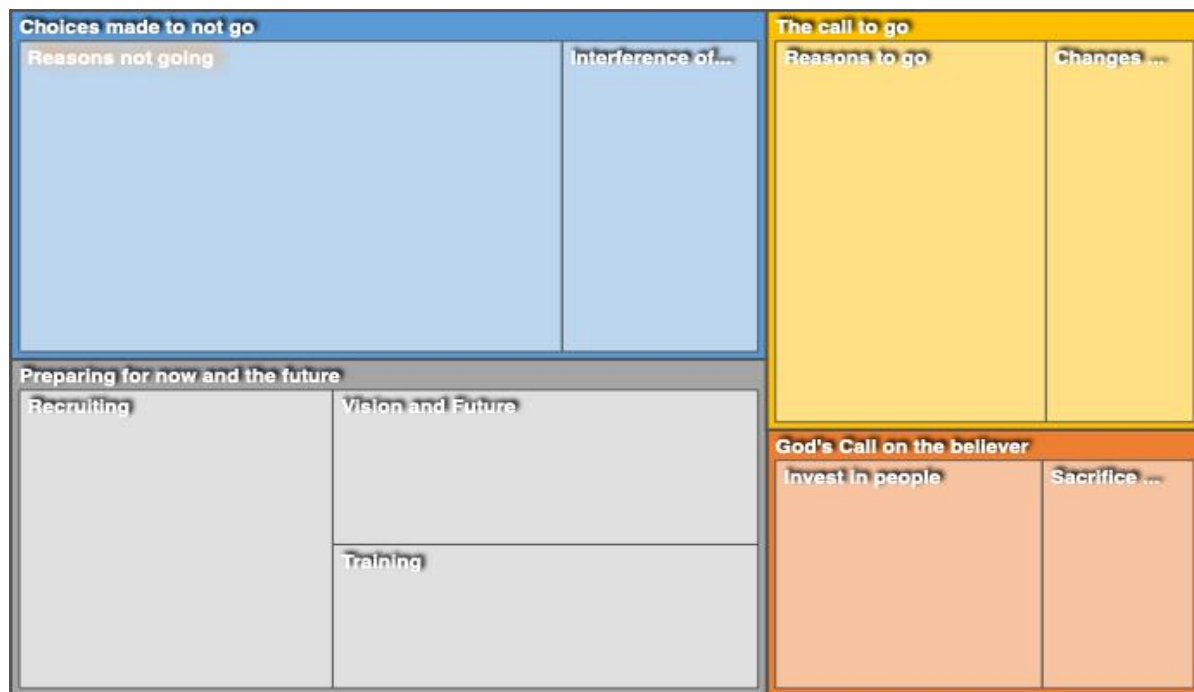 Choices made to not go
Reasons not going
Interference of...
The call to go
Reasons to go
Changes ...
Preparing for now and the future
Recruiting
Vision and Future
Training
God's Call on the believer
Invest in people
Sacrifice ...